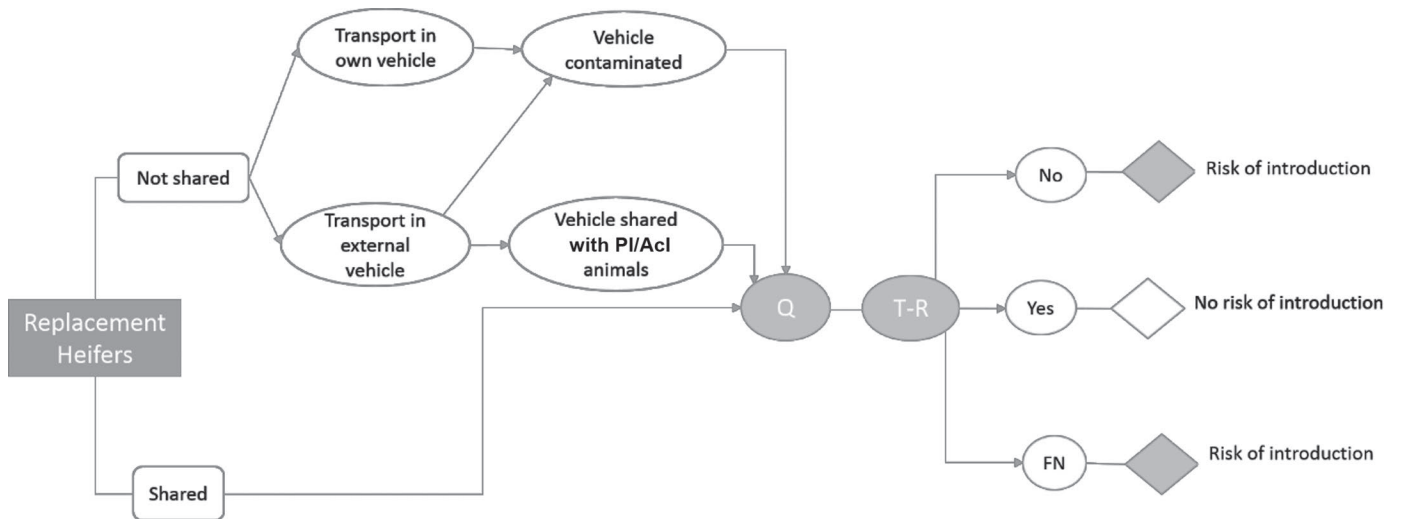 Transport in
own vehicle
Vehicle
contaminated
Not shared
Transport in
external
vehicle
Vehicle shared
with PI/AcI
animals
Replacement
Heifers
Shared
Q
T-R
No
Risk of introduction
Yes
No risk of introduction
FN
Risk of introduction